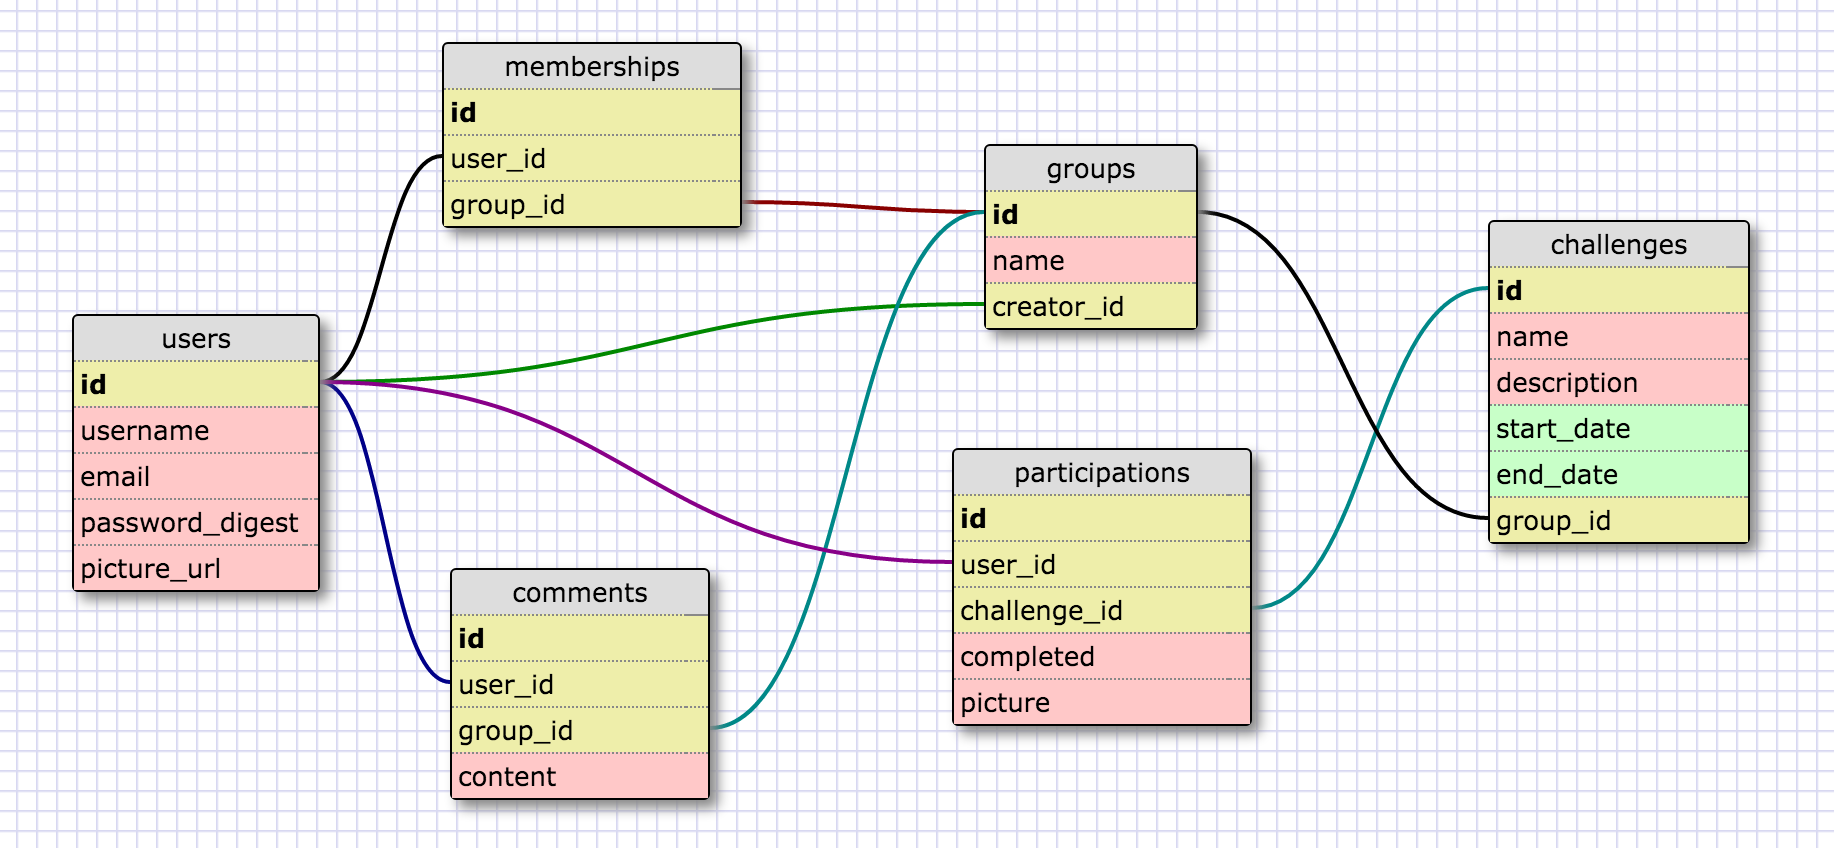 memberships
id
user_id
group_id
groups
id
name
creator_id
challenges
id
name
description
start_date
end_date
group_id
users
id
username
email
password_digest
picture_url
participations
id
user_id
challenge_id
completed
picture
comments
id
user_id
group_id
content